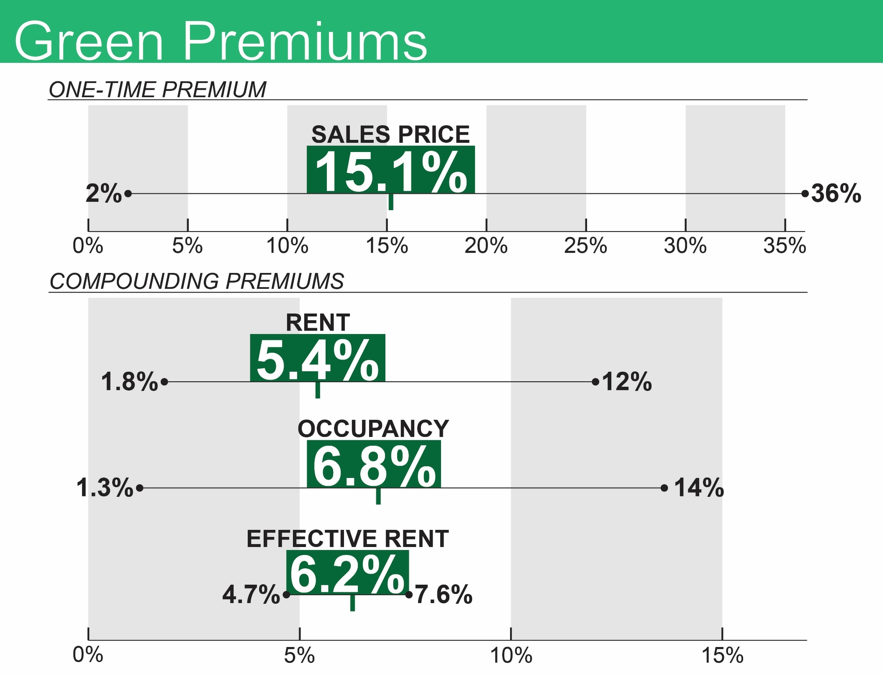 Green Premiums
ONE-TIME PREMIUM
SALES PRICE
15.1%
2%
36%
0% 5% 10% 15% 20% 25% 30% 35%
COMPOUNDING PREMIUMS
RENT
5.4%
1.8%
12%
OCCUPANCY
6.8%
1.3%
14%
EFFECTIVE RENT
6.2%
4.7%
7.6%
0% 5% 10% 15%